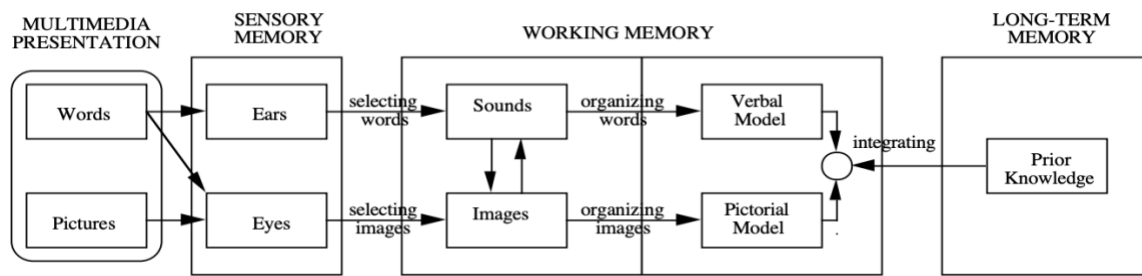 MULTIMEDIA
PRESENTATION
SENSORY
MEMORY
WORKING MEMORY
LONG-TERM
MEMORY
Words
Ears
selecting
words
Sounds
organizing
words
Verbal
Model
integrating
Prior
Knowledge
Pictures
Eyes
selecting
images
Images
organizing
images
Pictorial
Model